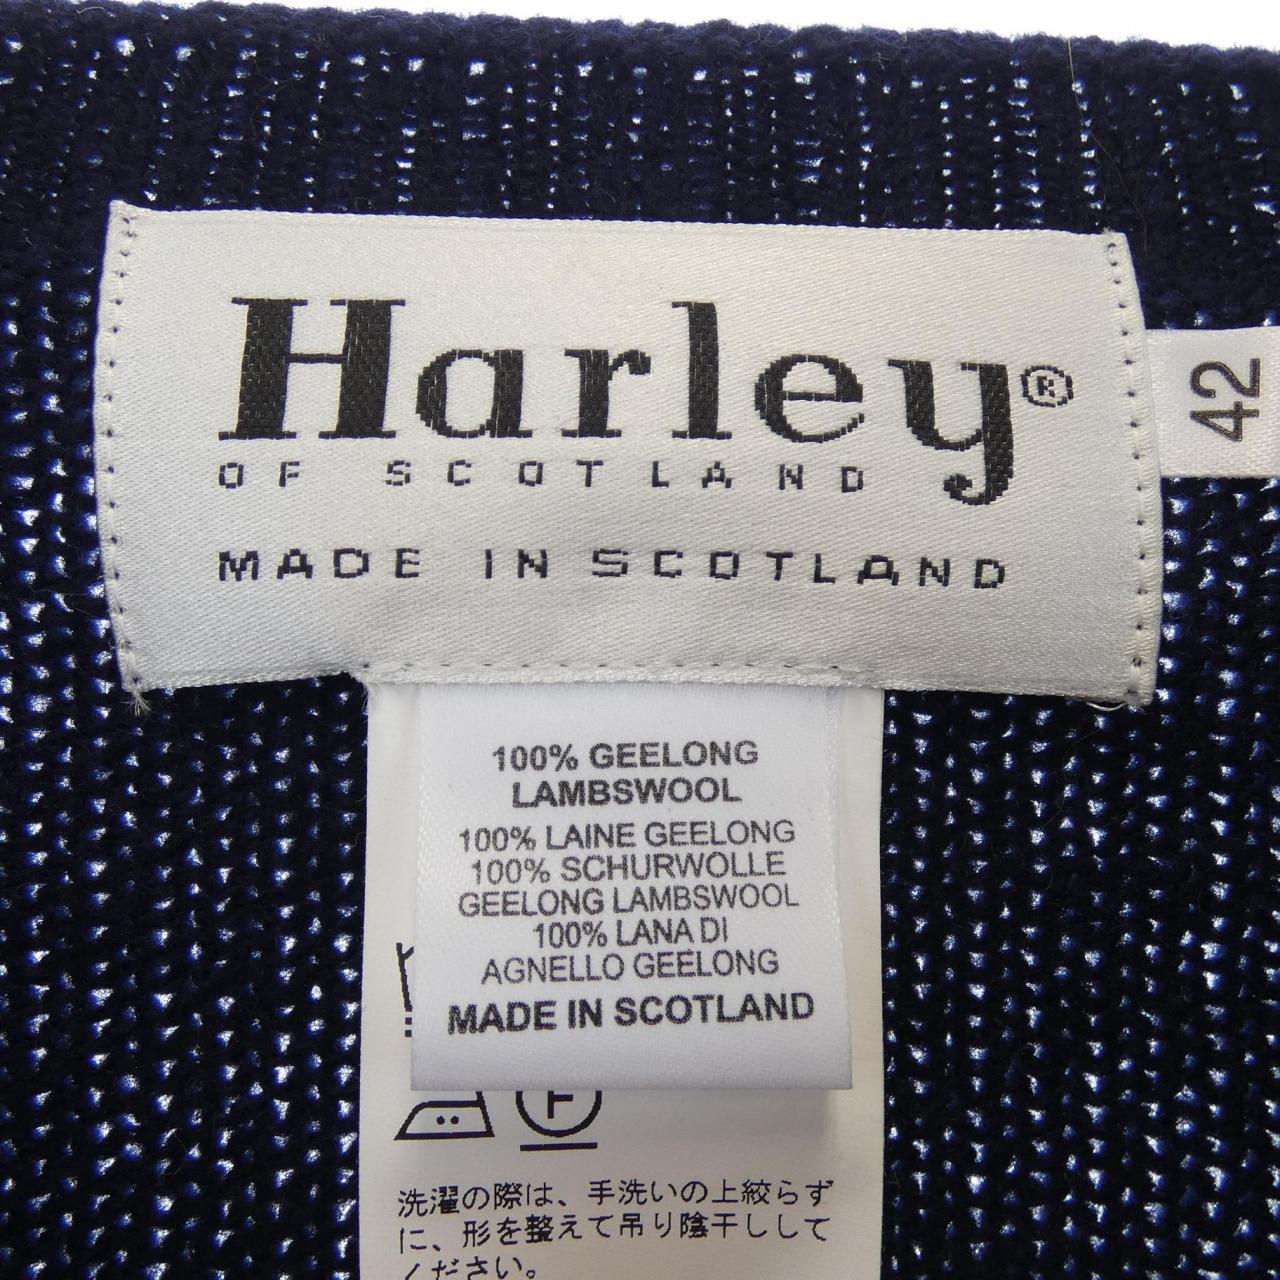 Harley®
OF SCOTLAND
MADE IN SCOTLAND
42
100% GEELONG
LAMBSWOOL
100% LAINE GEELONG
100% SCHURWOLLE
GEELONG LAMBSWOOL
100% LANA DI
AGNELLO GEELONG
MADE IN SCOTLAND
F
洗濯の際は、手洗いの上絞らず
に、形を整えて吊り陰干しして
ください。